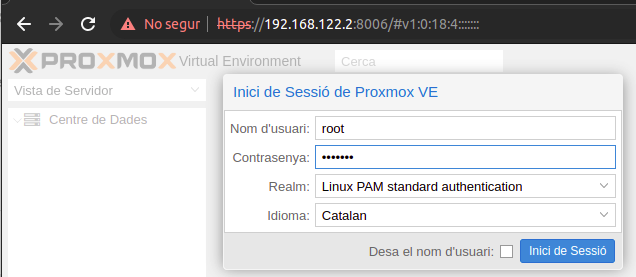 No segur https://192.168.122.2:8006/#v1:0:18:4:::::::
PROXMOX Virtual Environment Cerca
Vista de Servidor
Inici de Sessió de Proxmox VE
Centre de Dades
Nom d'usuari: root
Contrasenya: •••••••
Realm: Linux PAM standard authentication
Idioma: Catalan
Desa el nom d'usuari: Inici de Sessió